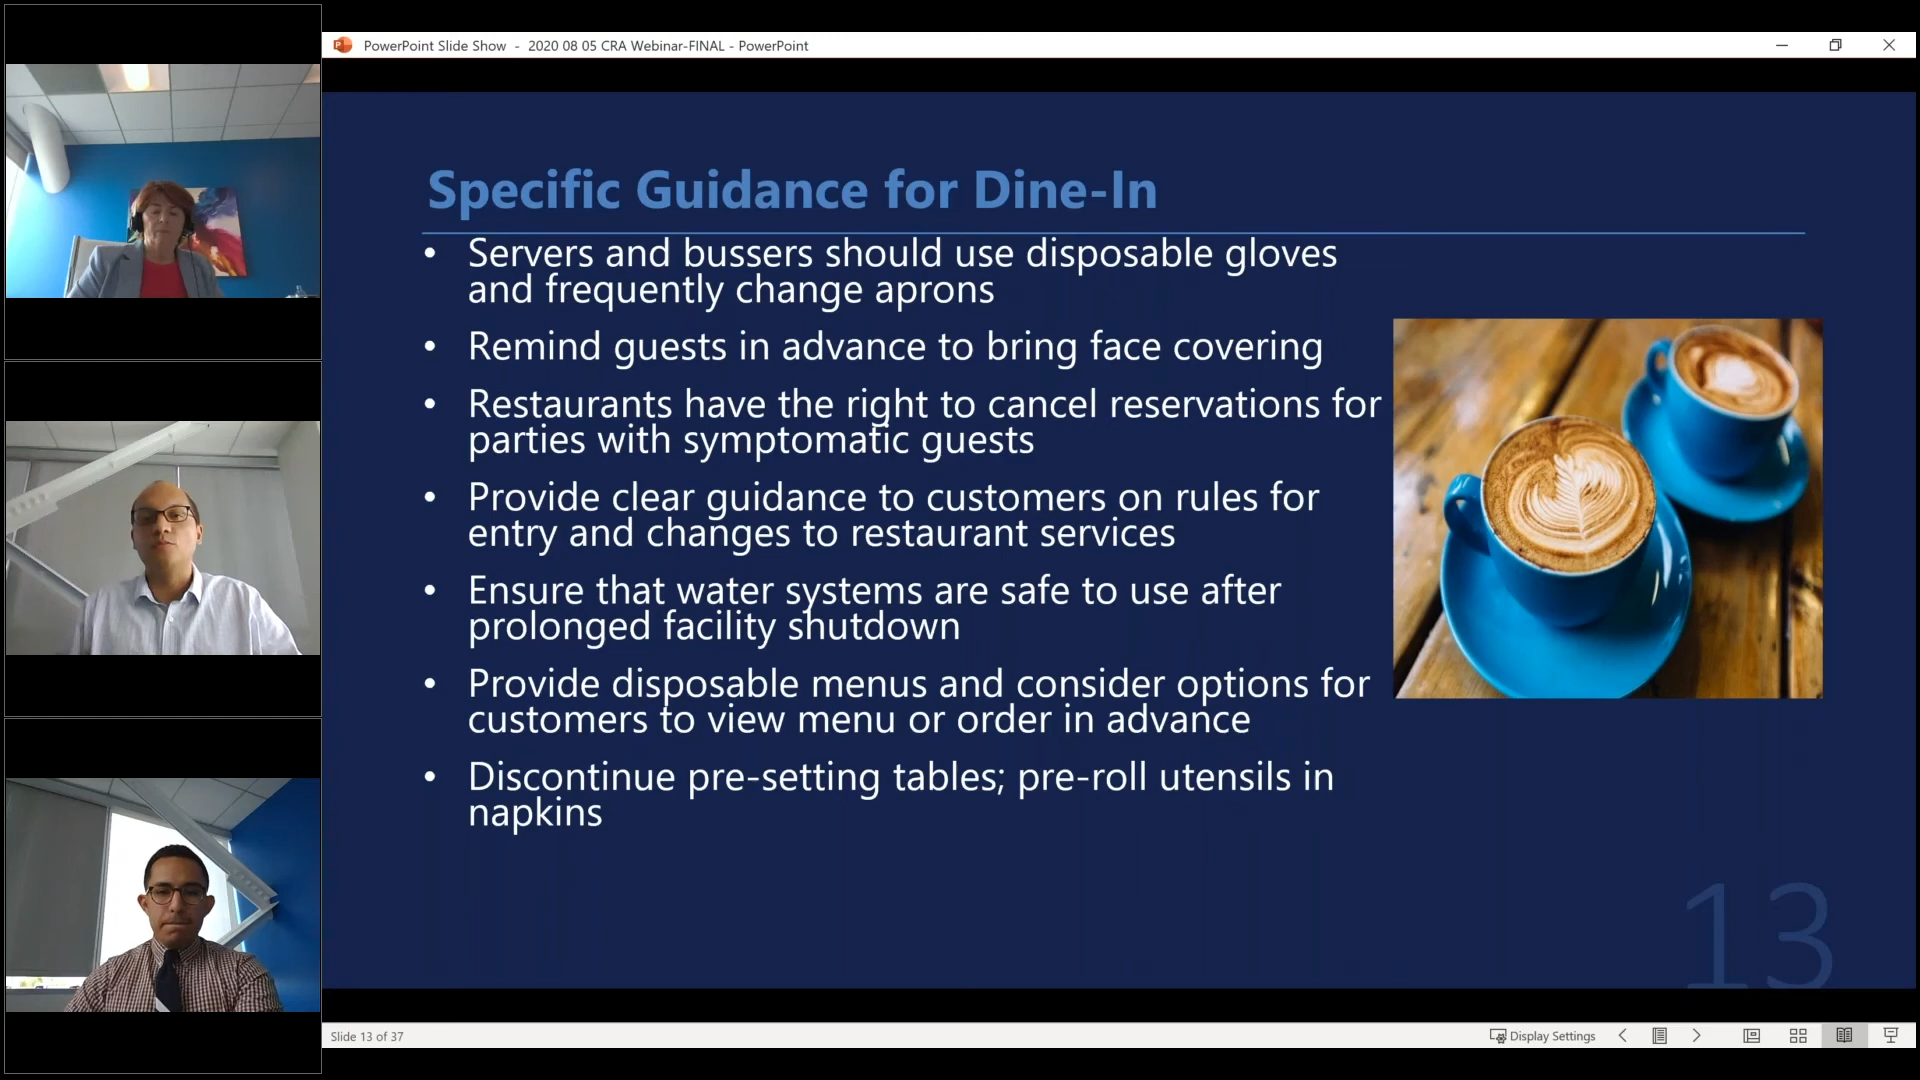 PowerPoint Slide Show - 2020 08 05 CRA Webinar-FINAL - PowerPoint
Specific Guidance for Dine-In
• Servers and bussers should use disposable gloves
and frequently change aprons
• Remind guests in advance to bring face covering
• Restaurants have the right to cancel reservations for
parties with symptomatic guests
• Provide clear guidance to customers on rules for
entry and changes to restaurant services
• Ensure that water systems are safe to use after
prolonged facility shutdown
• Provide disposable menus and consider options for
customers to view menu or order in advance
• Discontinue pre-setting tables; pre-roll utensils in
napkins
13
Slide 13 of 37
Display Settings